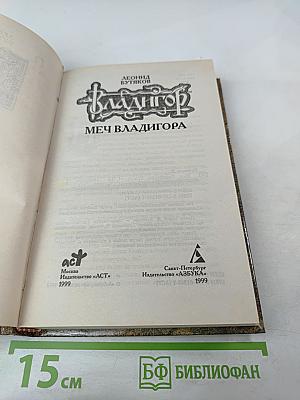 ЛЕОНИД
БУТЯКОВ
ВЛАДИГОР
МЕЧ ВЛАДИГОРА
аст
Москва
Издательство «АСТ»
1999
Санкт-Петербург
Издательство «АЗБУКА»
1999
15 см
БФ БИБЛИОФАН